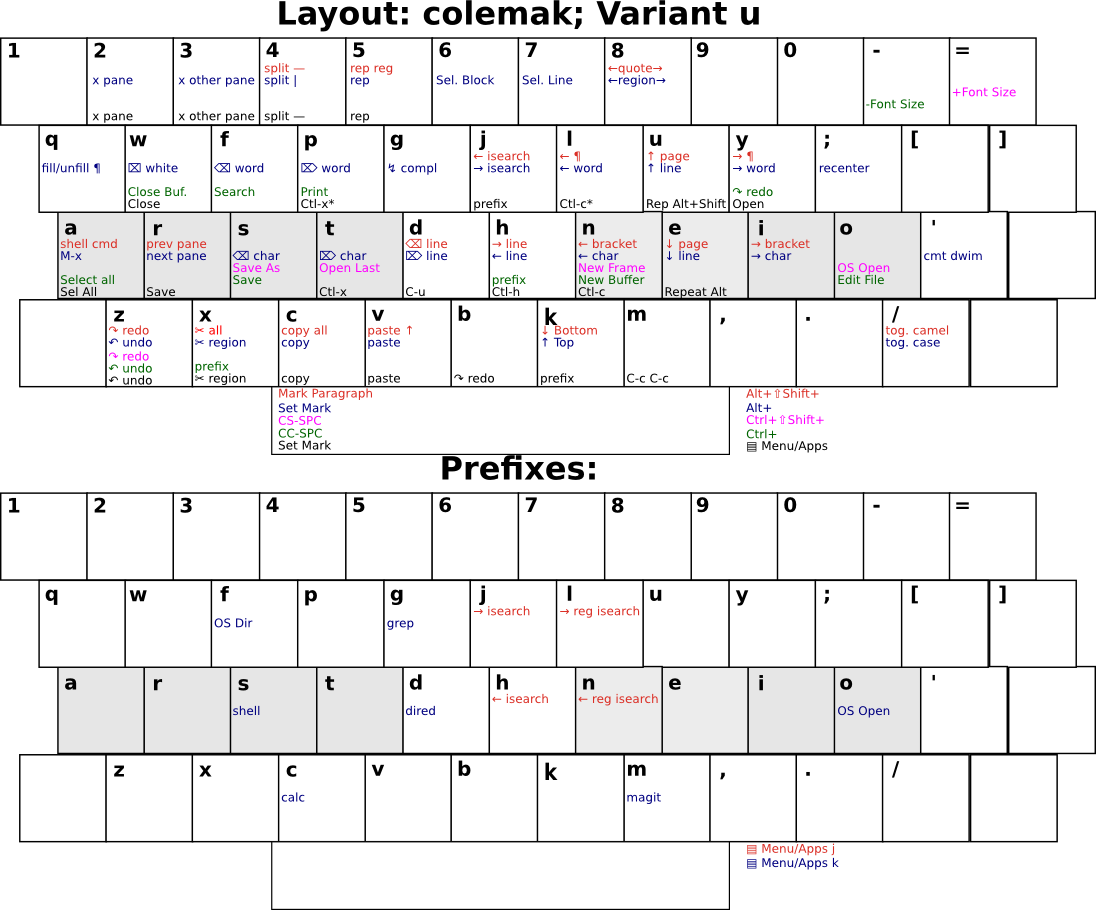 Layout: colemak; Variant u
1 2 3 4 5 6 7 8 9 0 - =
split — rep reg ←quote→
x pane x other pane split | rep Sel. Block Sel. Line ←region→
+Font Size
-Font Size
x pane x other pane split — rep
q w f p g j l u y ; [ ]
← isearch ← ¶ ↑ page → ¶
fill/unfill ¶ ⌧ white ⌫ word ⌦ word ↯ compl → isearch ← word ↑ line → word recenter
Close Buf. Search Print ↷ redo
Close Ctl-x* prefix Ctl-c* Rep Alt+Shift Open
a r s t d h n e i o '
shell cmd prev pane ⌫ line → line ← bracket ↓ page → bracket
M-x next pane ⌫ char ⌦ char ⌦ line ← line ← char ↓ line → char cmt dwim
Save As Open Last New Frame OS Open
Select all Save prefix New Buffer Edit File
Sel All Save Ctl-x C-u Ctl-h Ctl-c Repeat Alt
z x c v b k m , . /
↷ redo ✂ all copy all paste ↑ ↓ Bottom tog. camel
↶ undo ✂ region copy paste ↑ Top tog. case
↷ redo
↶ undo prefix
↶ undo ✂ region copy paste ↷ redo prefix C-c C-c
Mark Paragraph Alt+⇧Shift+
Set Mark Alt+
CS-SPC Ctrl+⇧Shift+
CC-SPC Ctrl+
Set Mark ▤ Menu/Apps
Prefixes:
1 2 3 4 5 6 7 8 9 0 - =
q w f p g j l u y ; [ ]
→ isearch → reg isearch
OS Dir grep
a r s t d h n e i o '
← isearch ← reg isearch
shell dired OS Open
z x c v b k m , . /
calc magit
▤ Menu/Apps j
▤ Menu/Apps k